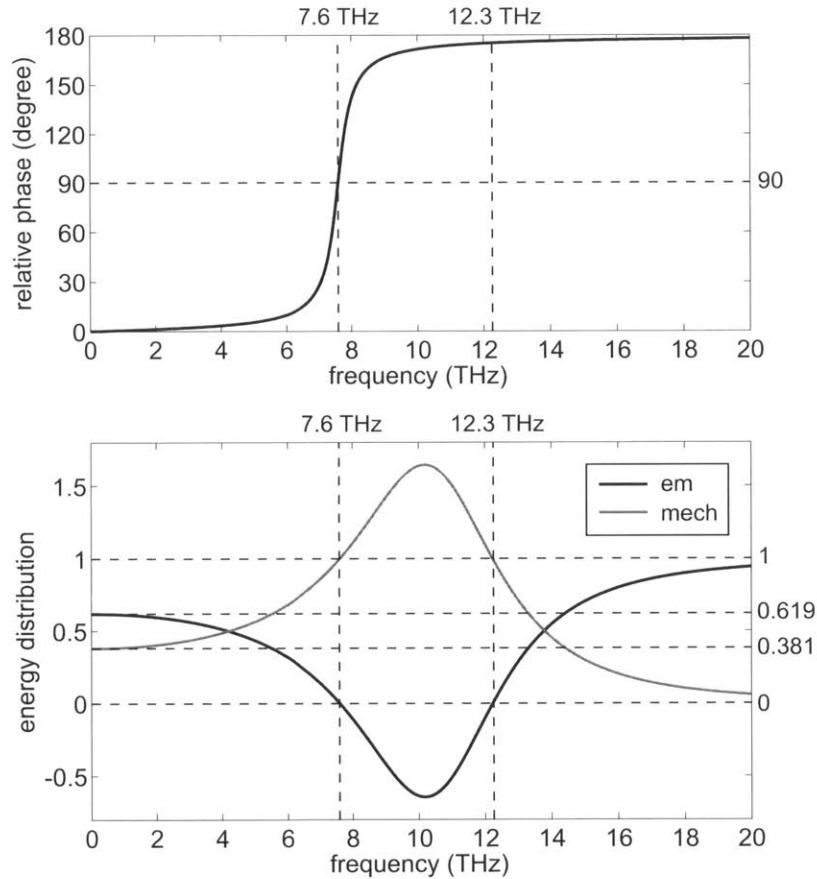 7.6 THz 12.3 THz
180
150
120
90
60
30
0
relative phase (degree)
90
0 2 4 6 8 10 12 14 16 18 20
frequency (THz)
7.6 THz 12.3 THz
1.5
1
0.5
0
-0.5
energy distribution
em
mech
1
0.619
0.381
0
0 2 4 6 8 10 12 14 16 18 20
frequency (THz)